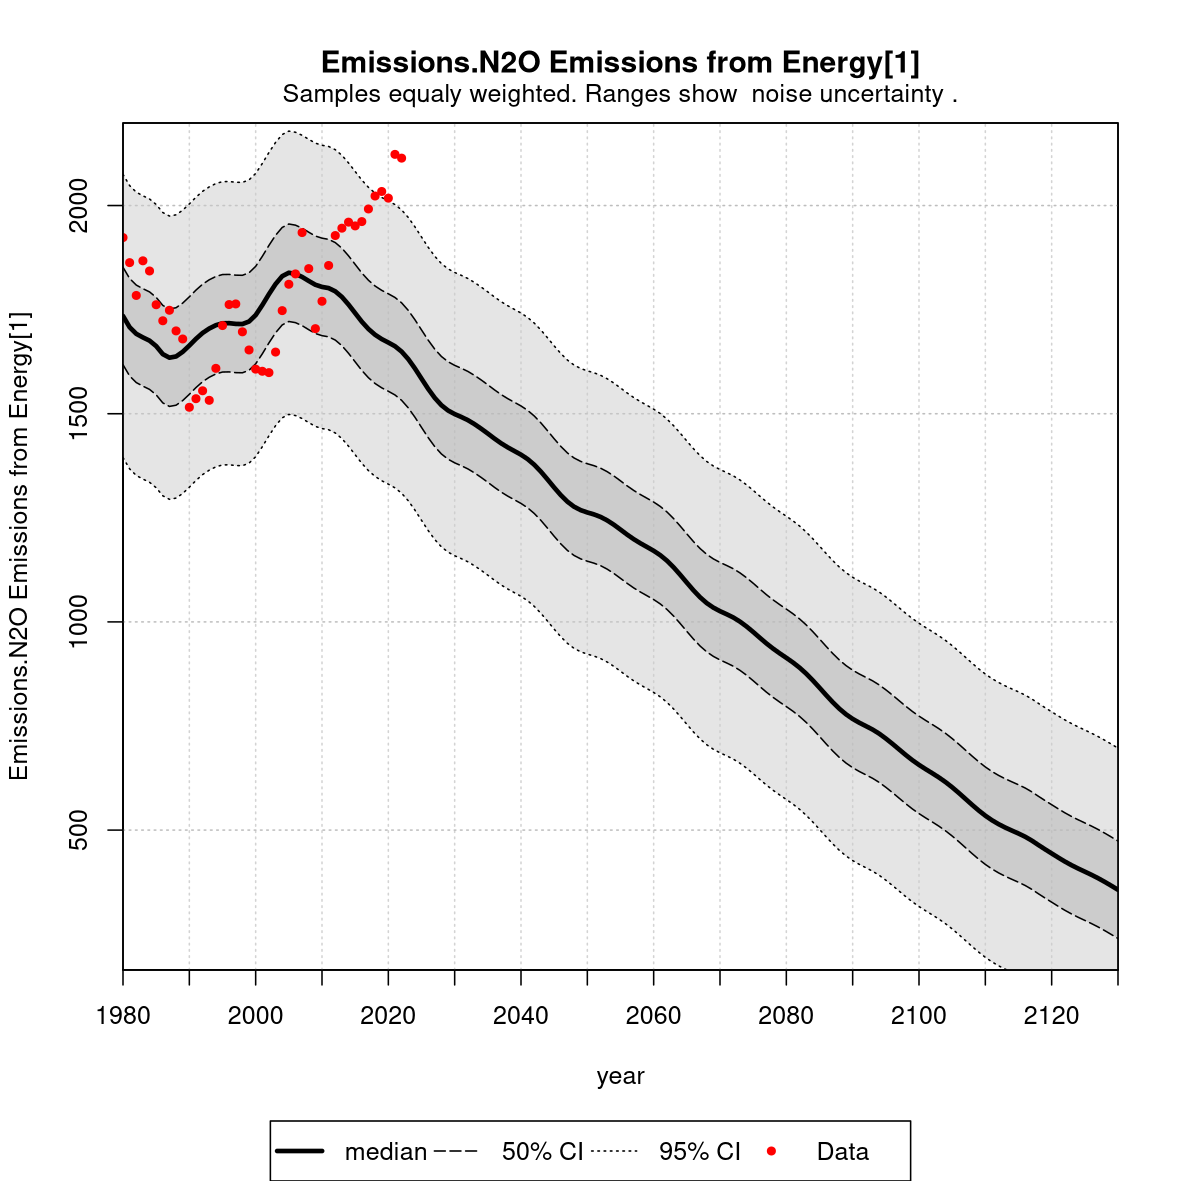 Emissions.N2O Emissions from Energy[1]
Samples equaly weighted. Ranges show  noise uncertainty .
Emissions.N2O Emissions from Energy[1]
2000
1500
1000
500
1980 2000 2020 2040 2060 2080 2100 2120
year
median 50% CI 95% CI Data